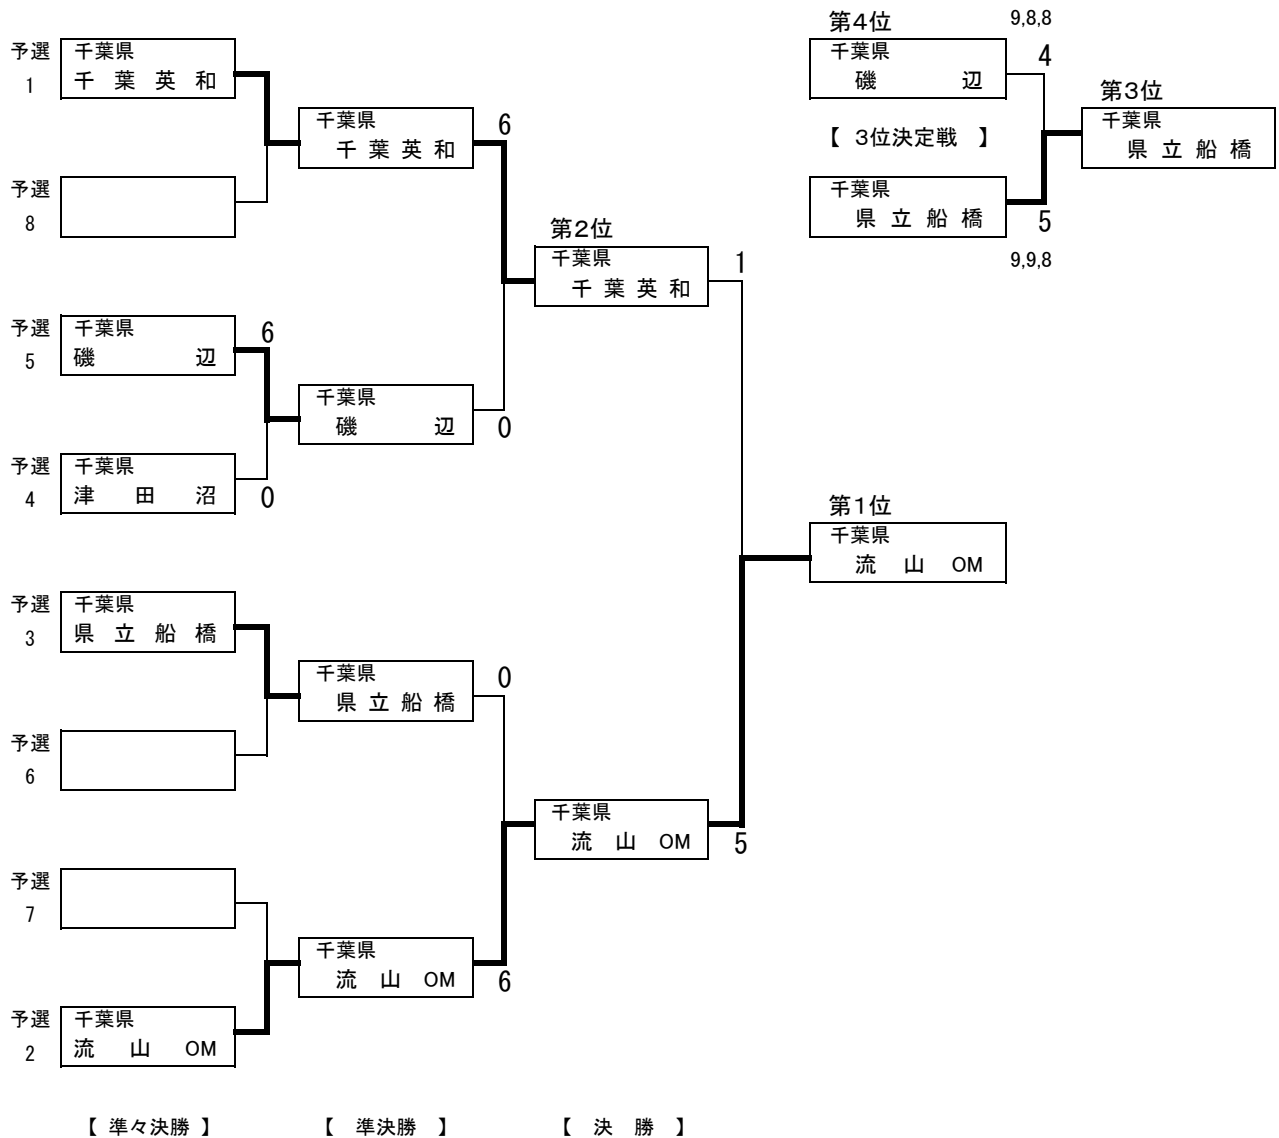 第4位
9,8,8
予選
1
千葉県
千 葉 英 和
千葉県
磯 辺
4
第3位
千葉県
県 立 船 橋
千葉県
千 葉 英 和
6
【 3位決定戦 】
予選
8
千葉県
県 立 船 橋
5
9,9,8
第2位
千葉県
千 葉 英 和
1
予選
5
千葉県
磯 辺
6
千葉県
磯 辺
0
予選
4
千葉県
津 田 沼
0
第1位
千葉県
流 山 OM
予選
3
千葉県
県 立 船 橋
千葉県
県 立 船 橋
0
予選
6
千葉県
流 山 OM
5
予選
7
千葉県
流 山 OM
6
予選
2
千葉県
流 山 OM
【 準々決勝 】 【 準決勝 】 【 決 勝 】